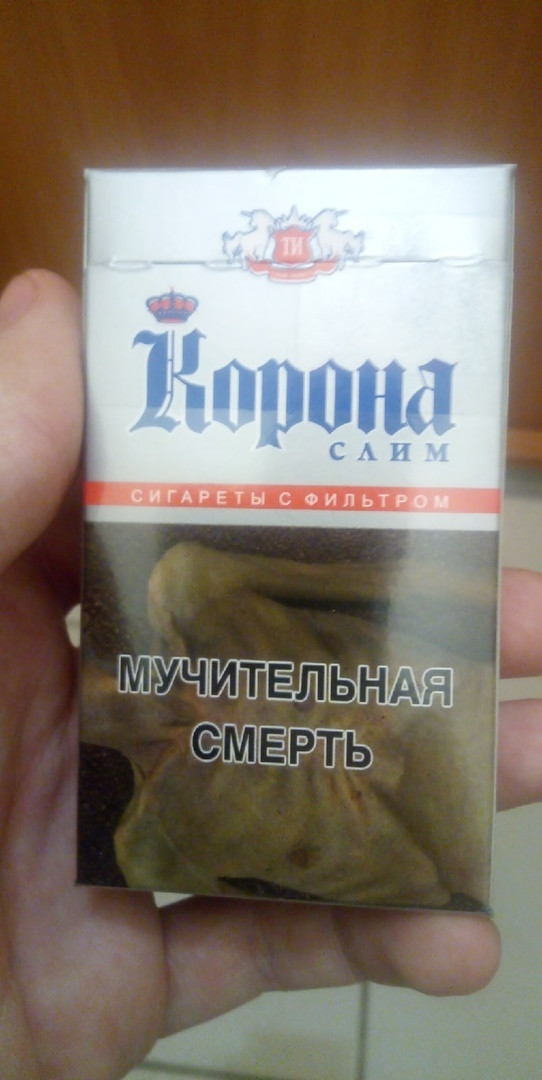 ТИ
Корона
СЛИМ
СИГАРЕТЫ С ФИЛЬТРОМ
МУЧИТЕЛЬНАЯ
СМЕРТЬ